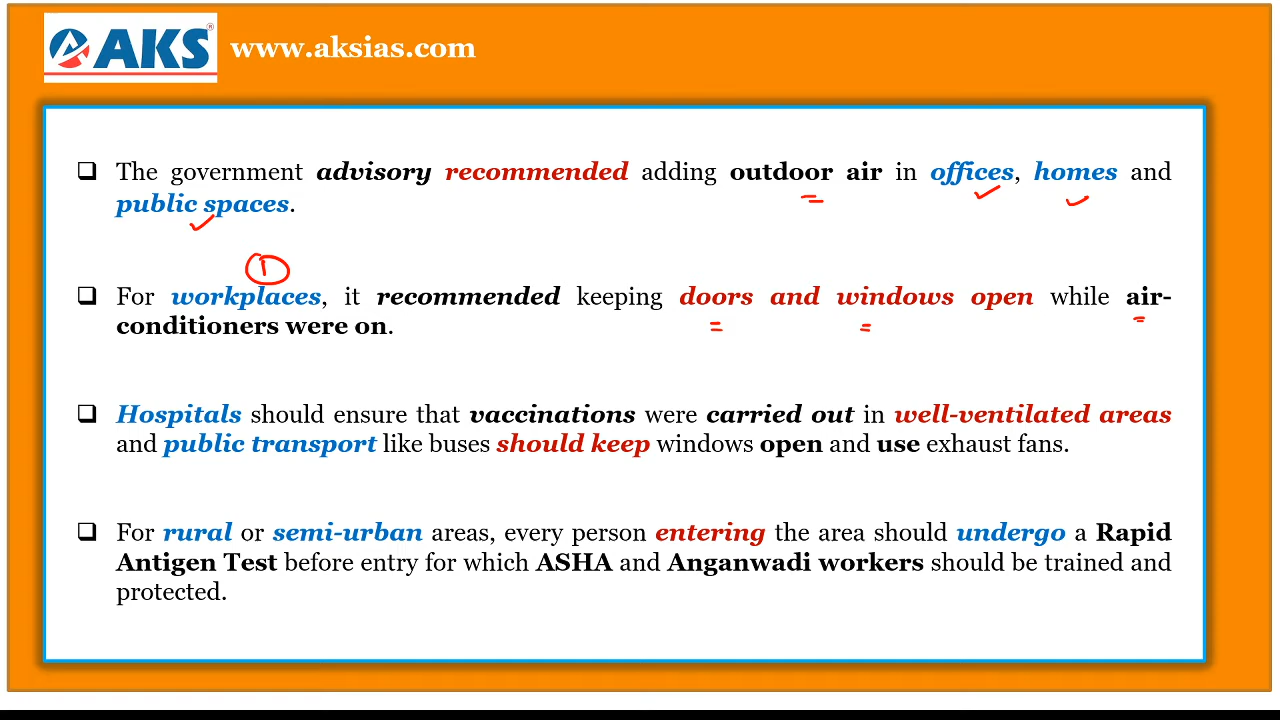 AKS® www.aksias.com
❑ The government advisory recommended adding outdoor air in offices, homes and
public spaces.
1
❑ For workplaces, it recommended keeping doors and windows open while air-
conditioners were on.
❑ Hospitals should ensure that vaccinations were carried out in well-ventilated areas
and public transport like buses should keep windows open and use exhaust fans.
❑ For rural or semi-urban areas, every person entering the area should undergo a Rapid
Antigen Test before entry for which ASHA and Anganwadi workers should be trained and
protected.